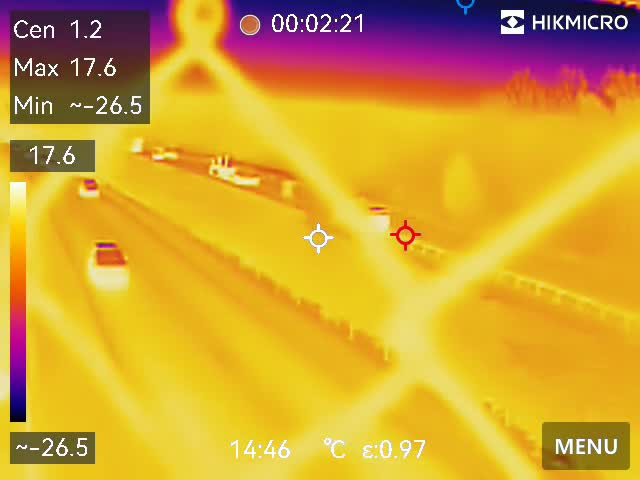 Cen 1.2
00:02:21
HIKMICRO
Max 17.6
Min ~-26.5
17.6
~-26.5
14:46 ℃ ε:0.97
MENU